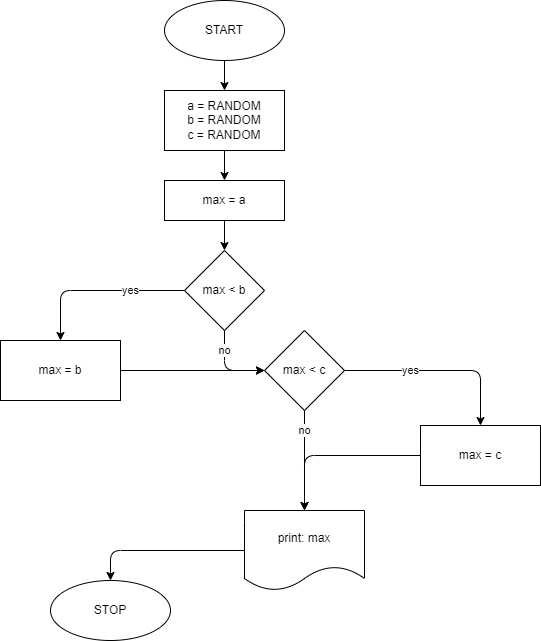 START
a = RANDOM
b = RANDOM
c = RANDOM
max = a
max < b
yes
no
max = b
max < c
yes
no
max = c
print: max
STOP